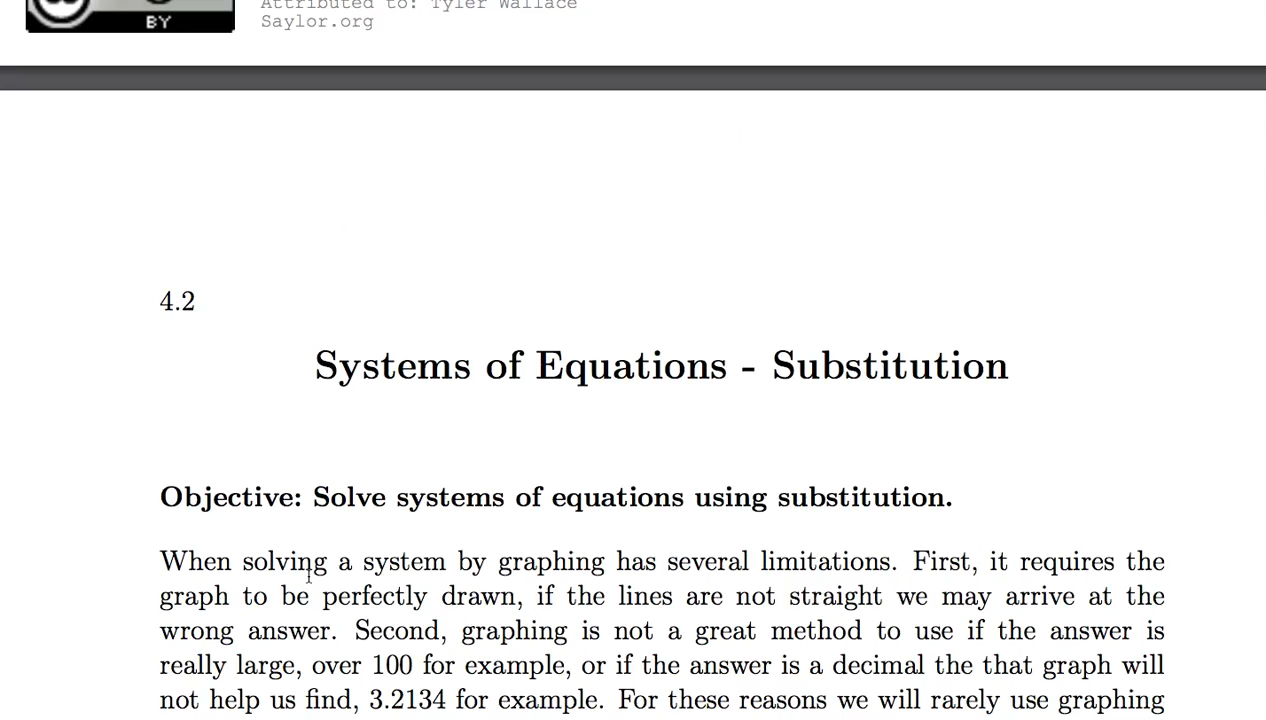 Attributed to: Tyler Wallace
BY
Saylor.org
4.2
Systems of Equations - Substitution
Objective: Solve systems of equations using substitution.
When solving a system by graphing has several limitations. First, it requires the
graph to be perfectly drawn, if the lines are not straight we may arrive at the
wrong answer. Second, graphing is not a great method to use if the answer is
really large, over 100 for example, or if the answer is a decimal the that graph will
not help us find, 3.2134 for example. For these reasons we will rarely use graphing